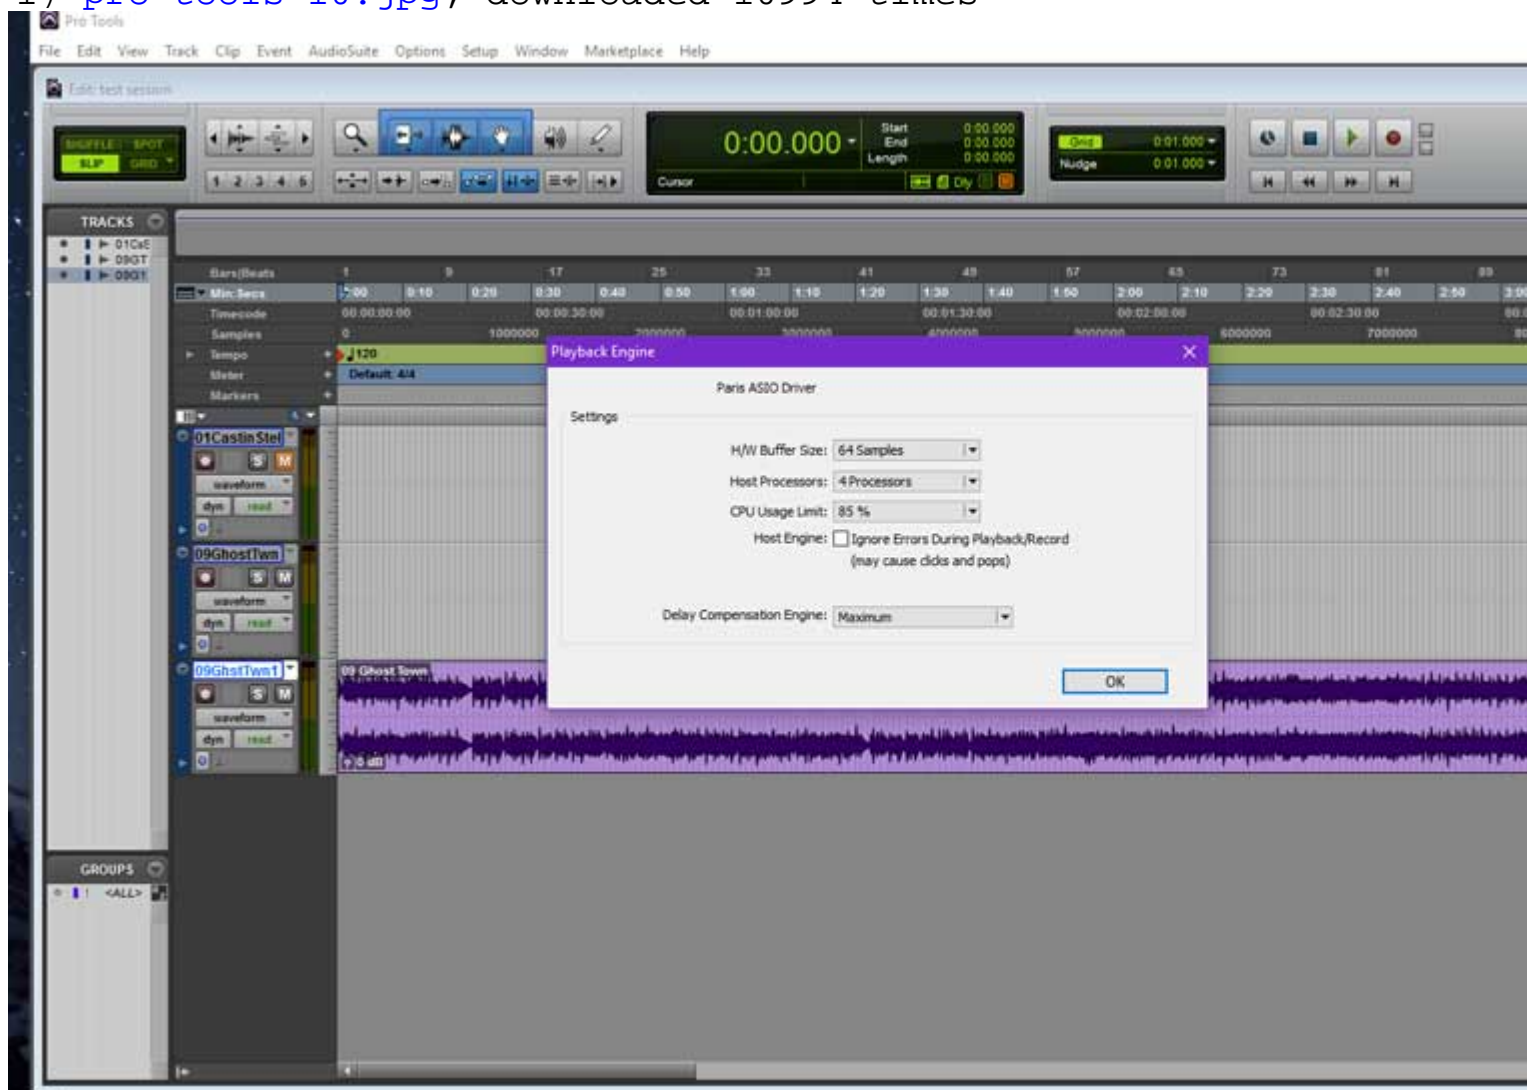 Pro Tools
File Edit View Track Clip Event AudioSuite Options Setup Window Marketplace Help
Edit: test session
SHUFFLE SPOT
SLIP GRID
1 2 3 4 5
0:00.000
Start 0:00.000
End 0:00.000
Length 0:00.000
Cursor
Dly
Grid 0:01.000
Nudge 0:01.000
TRACKS
01CaS
09GT
Bars|Beats 1 9 17 25 33 41 49 57 65 73 81 89
Min:Secs 0:00 0:10 0:20 0:30 0:40 0:50 1:00 1:10 1:20 1:30 1:40 1:50 2:00 2:10 2:20 2:30 2:40 2:50
Timecode 00:00:00:00 00:00:30:00 00:01:00:00 00:01:30:00 00:02:00:00 00:02:30:00
Samples 0 1000000 2000000 3000000 4000000 5000000 6000000 7000000
Tempo 120
Meter Default: 4/4
Markers
Playback Engine
Paris ASIO Driver
Settings
H/W Buffer Size: 64 Samples
Host Processors: 4 Processors
CPU Usage Limit: 85 %
Host Engine: Ignore Errors During Playback/Record
(may cause clicks and pops)
Delay Compensation Engine: Maximum
OK
01CastinStel
S M
waveform
dyn read
09GhostTwn
S M
waveform
dyn read
09GhstTwn1
S M
waveform
dyn read
09 Ghost Town
0 dB
GROUPS
! <ALL>